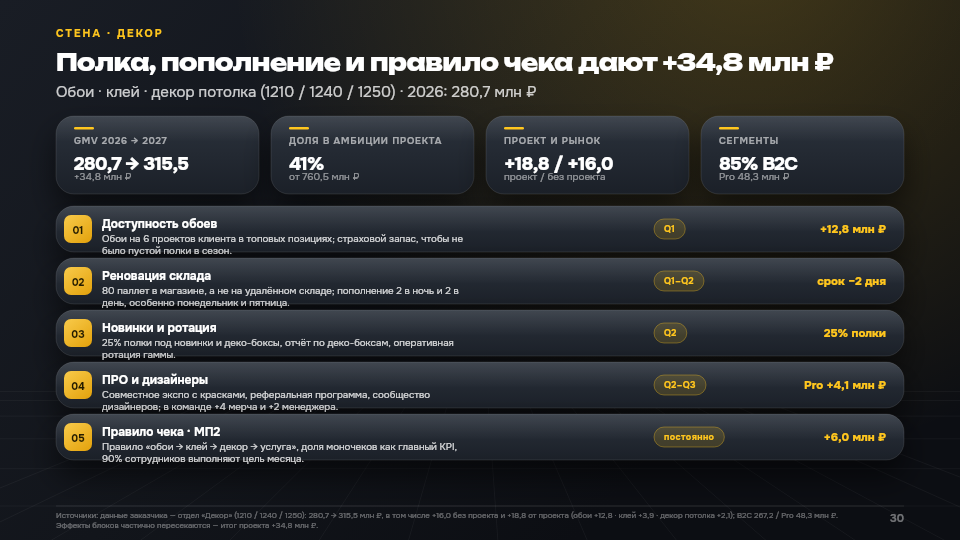 СТЕНА · ДЕКОР
Полка, пополнение и правило чека дают +34,8 млн ₽
Обои · клей · декор потолка (1210 / 1240 / 1250) · 2026: 280,7 млн ₽
GMV 2026 → 2027
280,7 → 315,5
+34,8 млн ₽
ДОЛЯ В АМБИЦИИ ПРОЕКТА
41%
от 760,5 млн ₽
ПРОЕКТ И РЫНОК
+18,8 / +16,0
проект / без проекта
СЕГМЕНТЫ
85% B2C
Pro 48,3 млн ₽
01
Доступность обоев
Обои на 6 проектов клиента в топовых позициях; страховой запас, чтобы не
было пустой полки в сезон.
Q1
+12,8 млн ₽
02
Реновация склада
80 паллет в магазине, а не на удалённом складе; пополнение 2 в ночь и 2 в
день, особенно понедельник и пятница.
Q1–Q2
срок −2 дня
03
Новинки и ротация
25% полки под новинки и деко-боксы, отчёт по деко-боксам, оперативная
ротация гаммы.
Q2
25% полки
04
ПРО и дизайнеры
Совместное экспо с красками, реферальная программа, сообщество
дизайнеров; в команде +4 мерча и +2 менеджера.
Q2–Q3
Pro +4,1 млн ₽
05
Правило чека · МП2
Правило «обои → клей → декор → услуга», доля моночеков как главный KPI,
90% сотрудников выполняют цель месяца.
постоянно
+6,0 млн ₽
Источники: данные заказчика — отдел «Декор» (1210 / 1240 / 1250): 280,7 → 315,5 млн ₽, в том числе +16,0 без проекта и +18,8 от проекта (обои +12,8 · клей +3,9 · декор потолка +2,1); B2C 267,2 / Pro 48,3 млн ₽.
Эффекты блоков частично пересекаются — итог проекта +34,8 млн ₽.
30